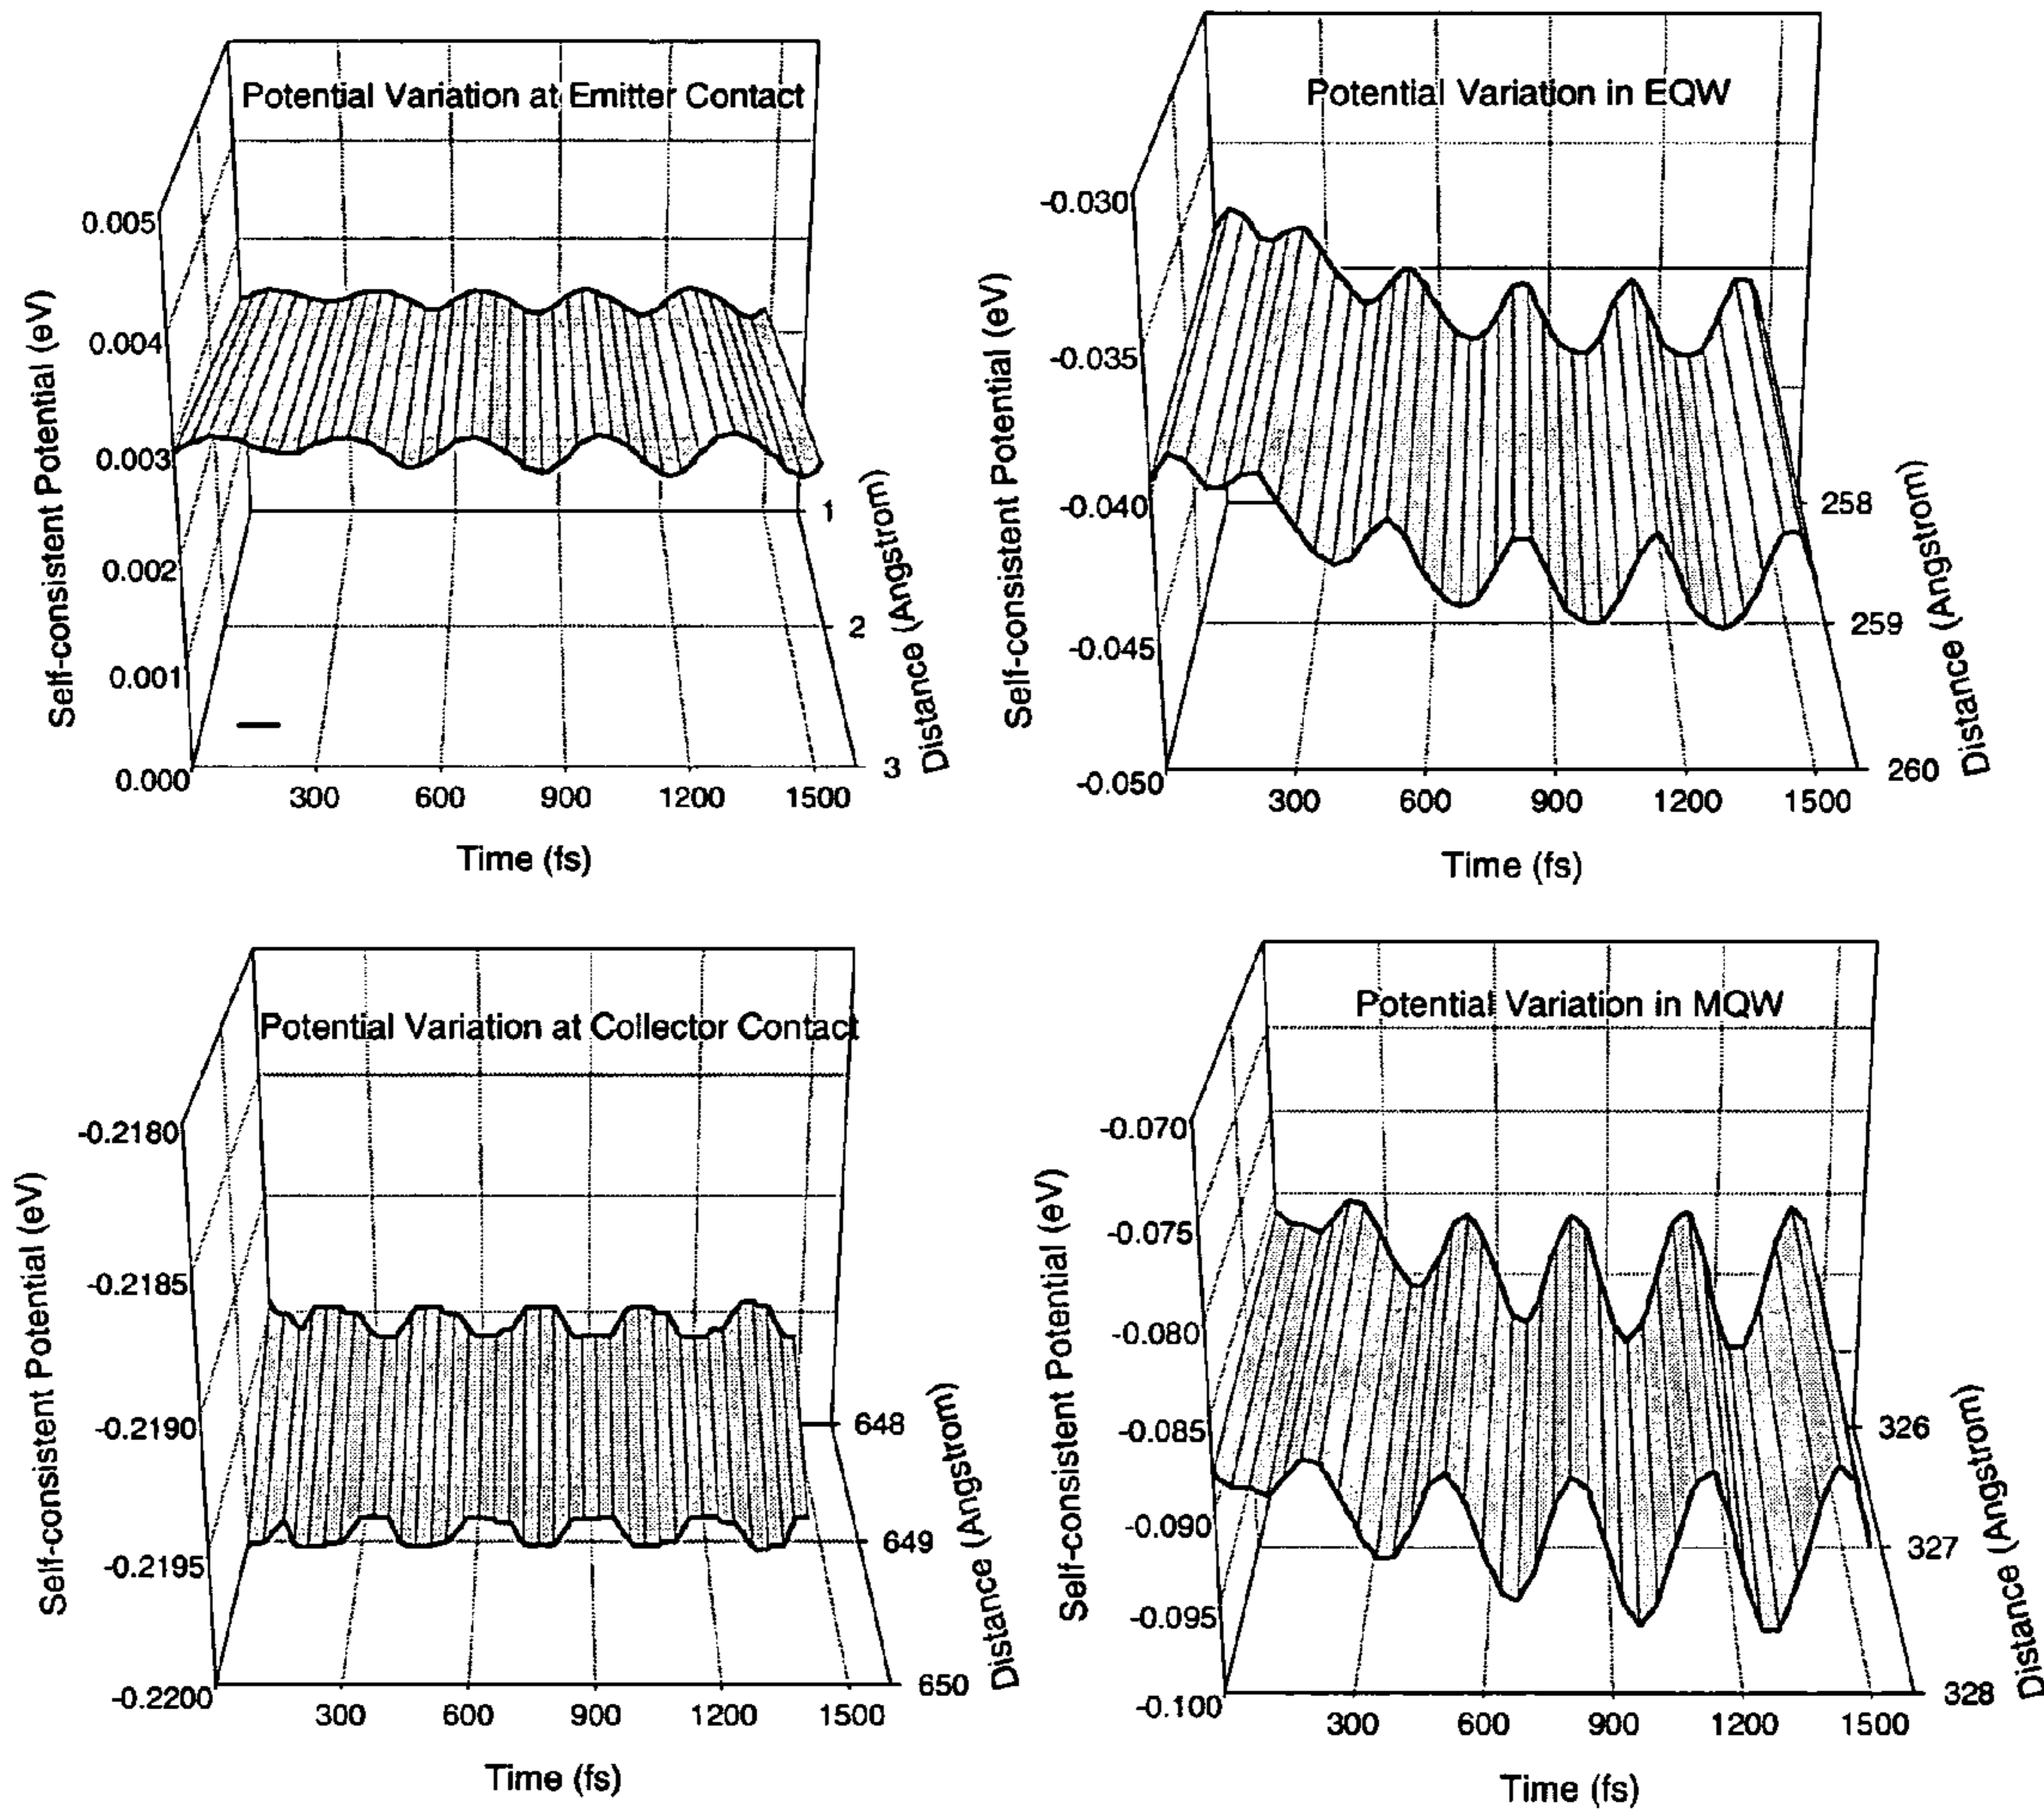 Potential Variation at Emitter Contact
Self-consistent Potential (eV)
0.005
0.004
0.003
0.002
0.001
0.000
300 600 900 1200 1500
Time (fs)
1
2
3
Distance (Angstrom)
Potential Variation in EQW
Self-consistent Potential (eV)
-0.030
-0.035
-0.040
-0.045
-0.050
300 600 900 1200 1500
Time (fs)
258
259
260
Distance (Angstrom)
Potential Variation at Collector Contact
Self-consistent Potential (eV)
-0.2180
-0.2185
-0.2190
-0.2195
-0.2200
300 600 900 1200 1500
Time (fs)
648
649
650
Distance (Angstrom)
Potential Variation in MQW
Self-consistent Potential (eV)
-0.070
-0.075
-0.080
-0.085
-0.090
-0.095
-0.100
300 600 900 1200 1500
Time (fs)
326
327
328
Distance (Angstrom)